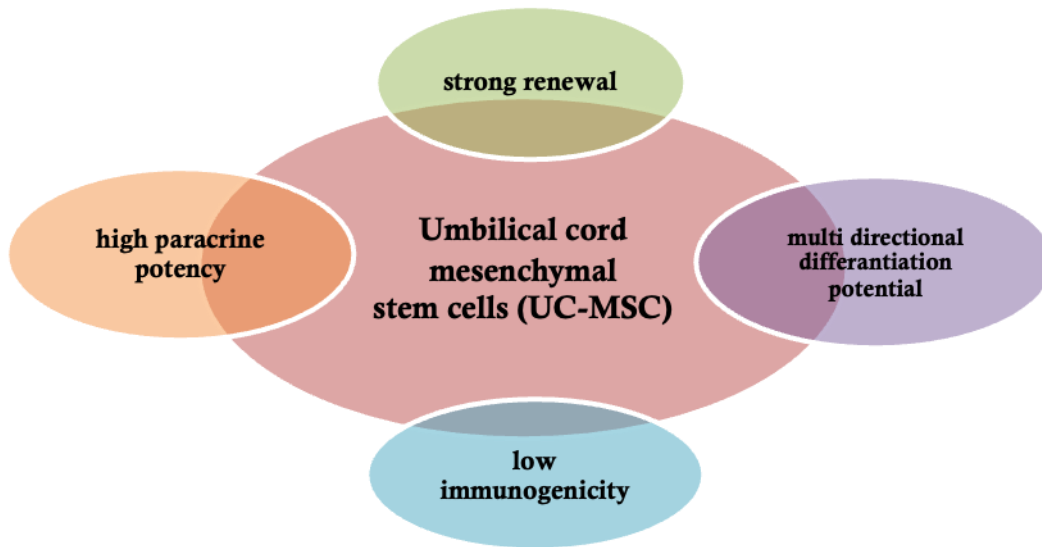 strong renewal
high paracrine
potency
Umbilical cord
mesenchymal
stem cells (UC-MSC)
multi directional
differantiation
potential
low
immunogenicity